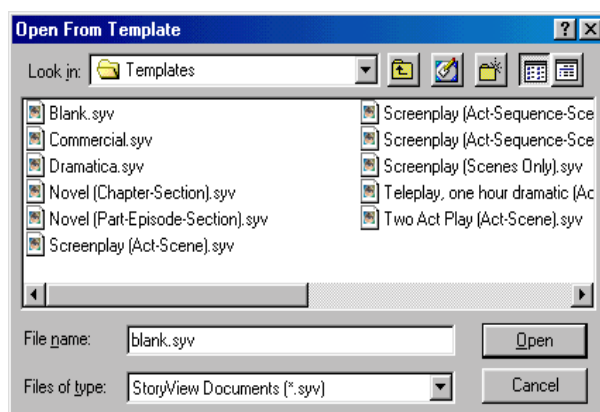 Open From Template
Look in: Templates
Blank.syv
Commercial.syv
Dramatica.syv
Novel (Chapter-Section).syv
Novel (Part-Episode-Section).syv
Screenplay (Act-Scene).syv
Screenplay (Act-Sequence-Sce
Screenplay (Act-Sequence-Sce
Screenplay (Scenes Only).syv
Teleplay, one hour dramatic (Ac
Two Act Play (Act-Scene).syv
File name: blank.syv Open
Files of type: StoryView Documents (*.syv) Cancel